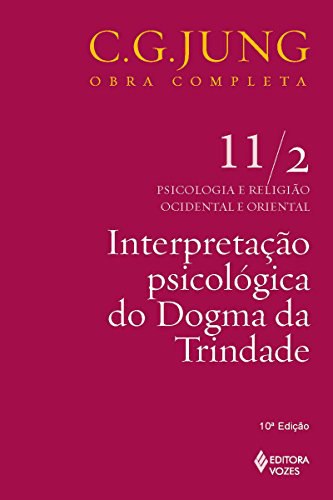 C.G. JUNG
OBRA COMPLETA
11/2
PSICOLOGIA E RELIGIÃO
OCIDENTAL E ORIENTAL
Interpretação
psicológica
do Dogma da
Trindade
10ª Edição
EDITORA
VOZES